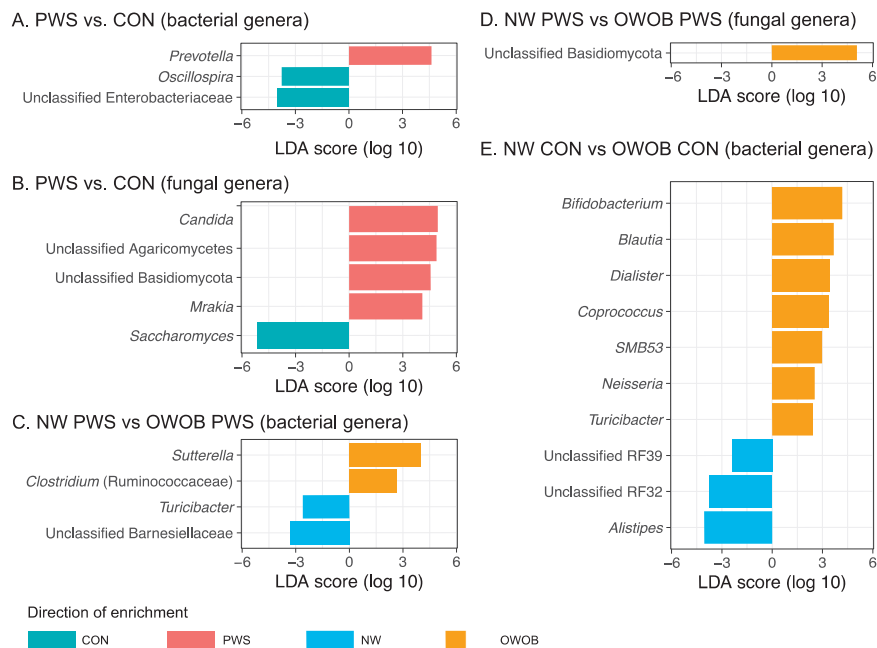 A. PWS vs. CON (bacterial genera)
Prevotella
Oscillospira
Unclassified Enterobacteriaceae
−6 −3 0 3 6
LDA score (log 10)
B. PWS vs. CON (fungal genera)
Candida
Unclassified Agaricomycetes
Unclassified Basidiomycota
Mrakia
Saccharomyces
−6 −3 0 3 6
LDA score (log 10)
C. NW PWS vs OWOB PWS (bacterial genera)
Sutterella
Clostridium (Ruminococcaceae)
Turicibacter
Unclassified Barnesiellaceae
−6 −3 0 3 6
LDA score (log 10)
D. NW PWS vs OWOB PWS (fungal genera)
Unclassified Basidiomycota
−6 −3 0 3 6
LDA score (log 10)
E. NW CON vs OWOB CON (bacterial genera)
Bifidobacterium
Blautia
Dialister
Coprococcus
SMB53
Neisseria
Turicibacter
Unclassified RF39
Unclassified RF32
Alistipes
−6 −3 0 3 6
LDA score (log 10)
Direction of enrichment
CON PWS NW OWOB